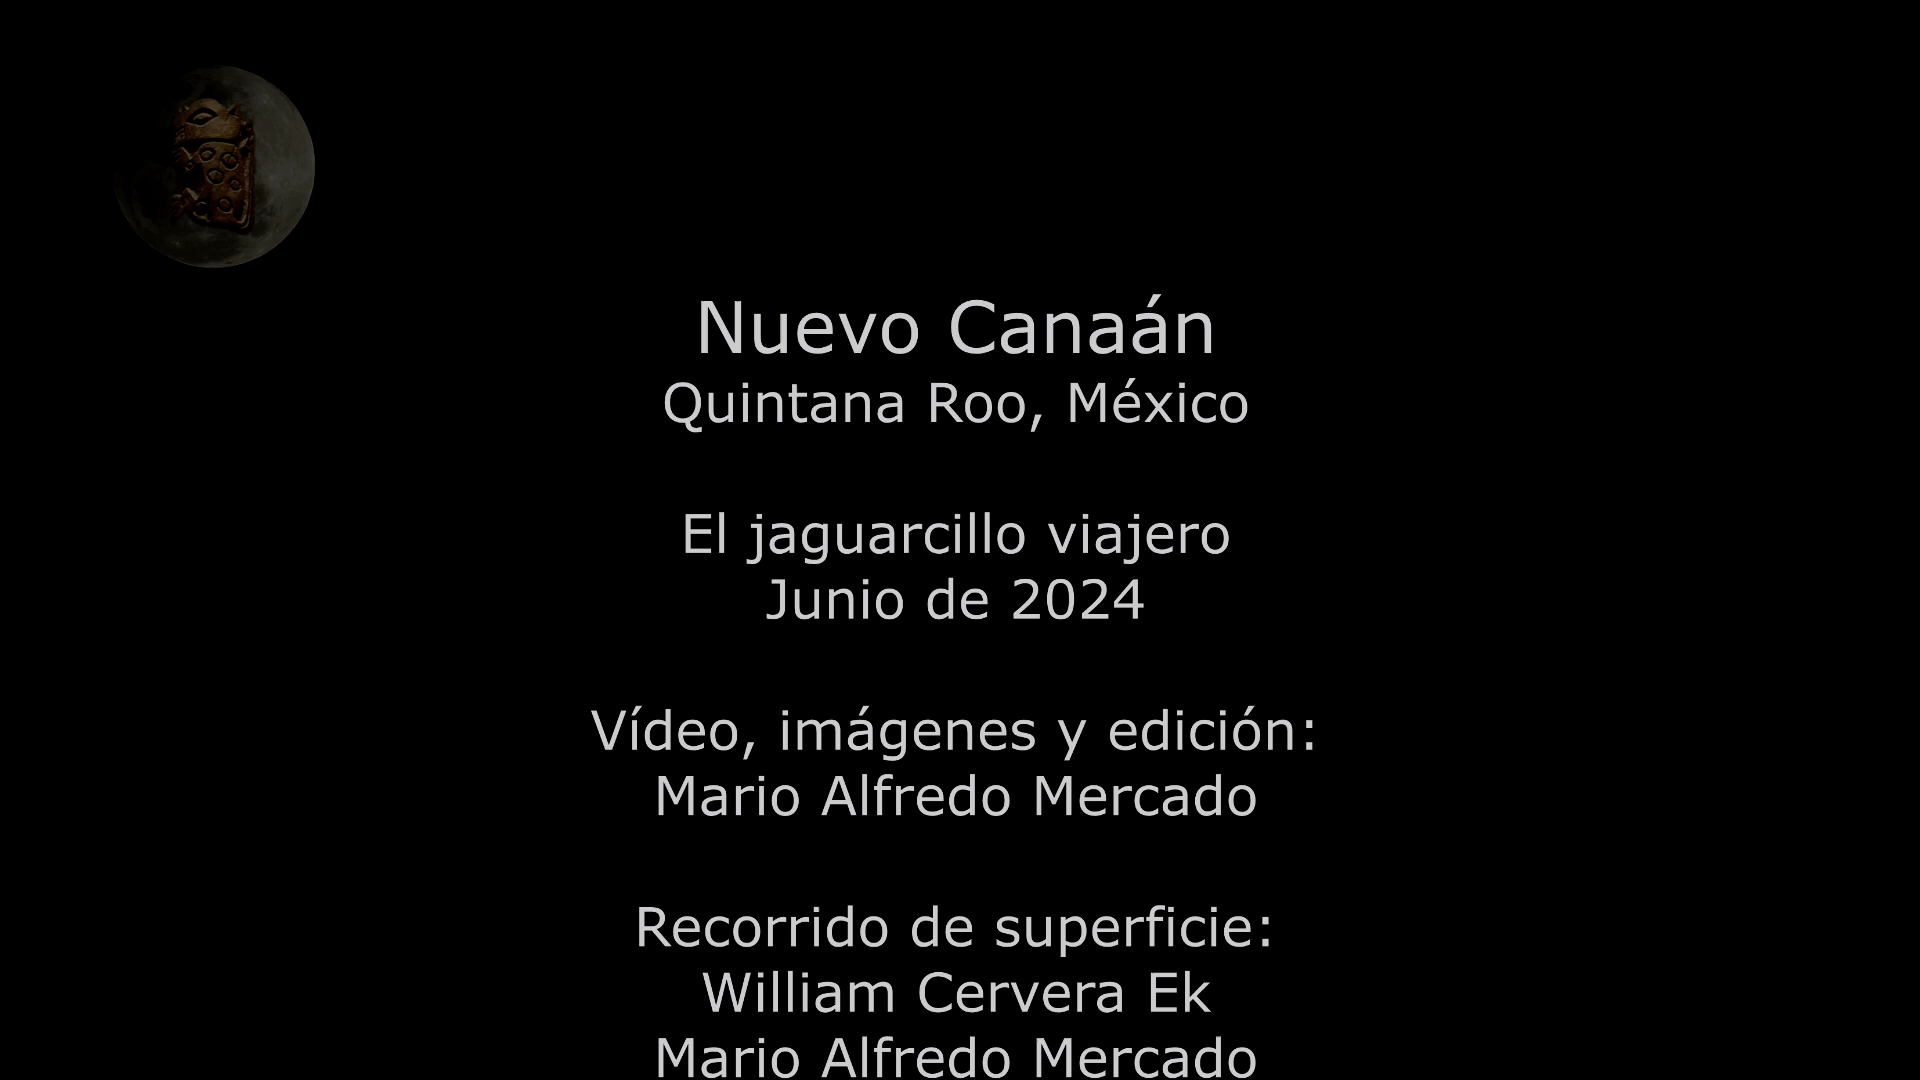 Nuevo Canaán
Quintana Roo, México
El jaguarcillo viajero
Junio de 2024
Vídeo, imágenes y edición:
Mario Alfredo Mercado
Recorrido de superficie:
William Cervera Ek
Mario Alfredo Mercado